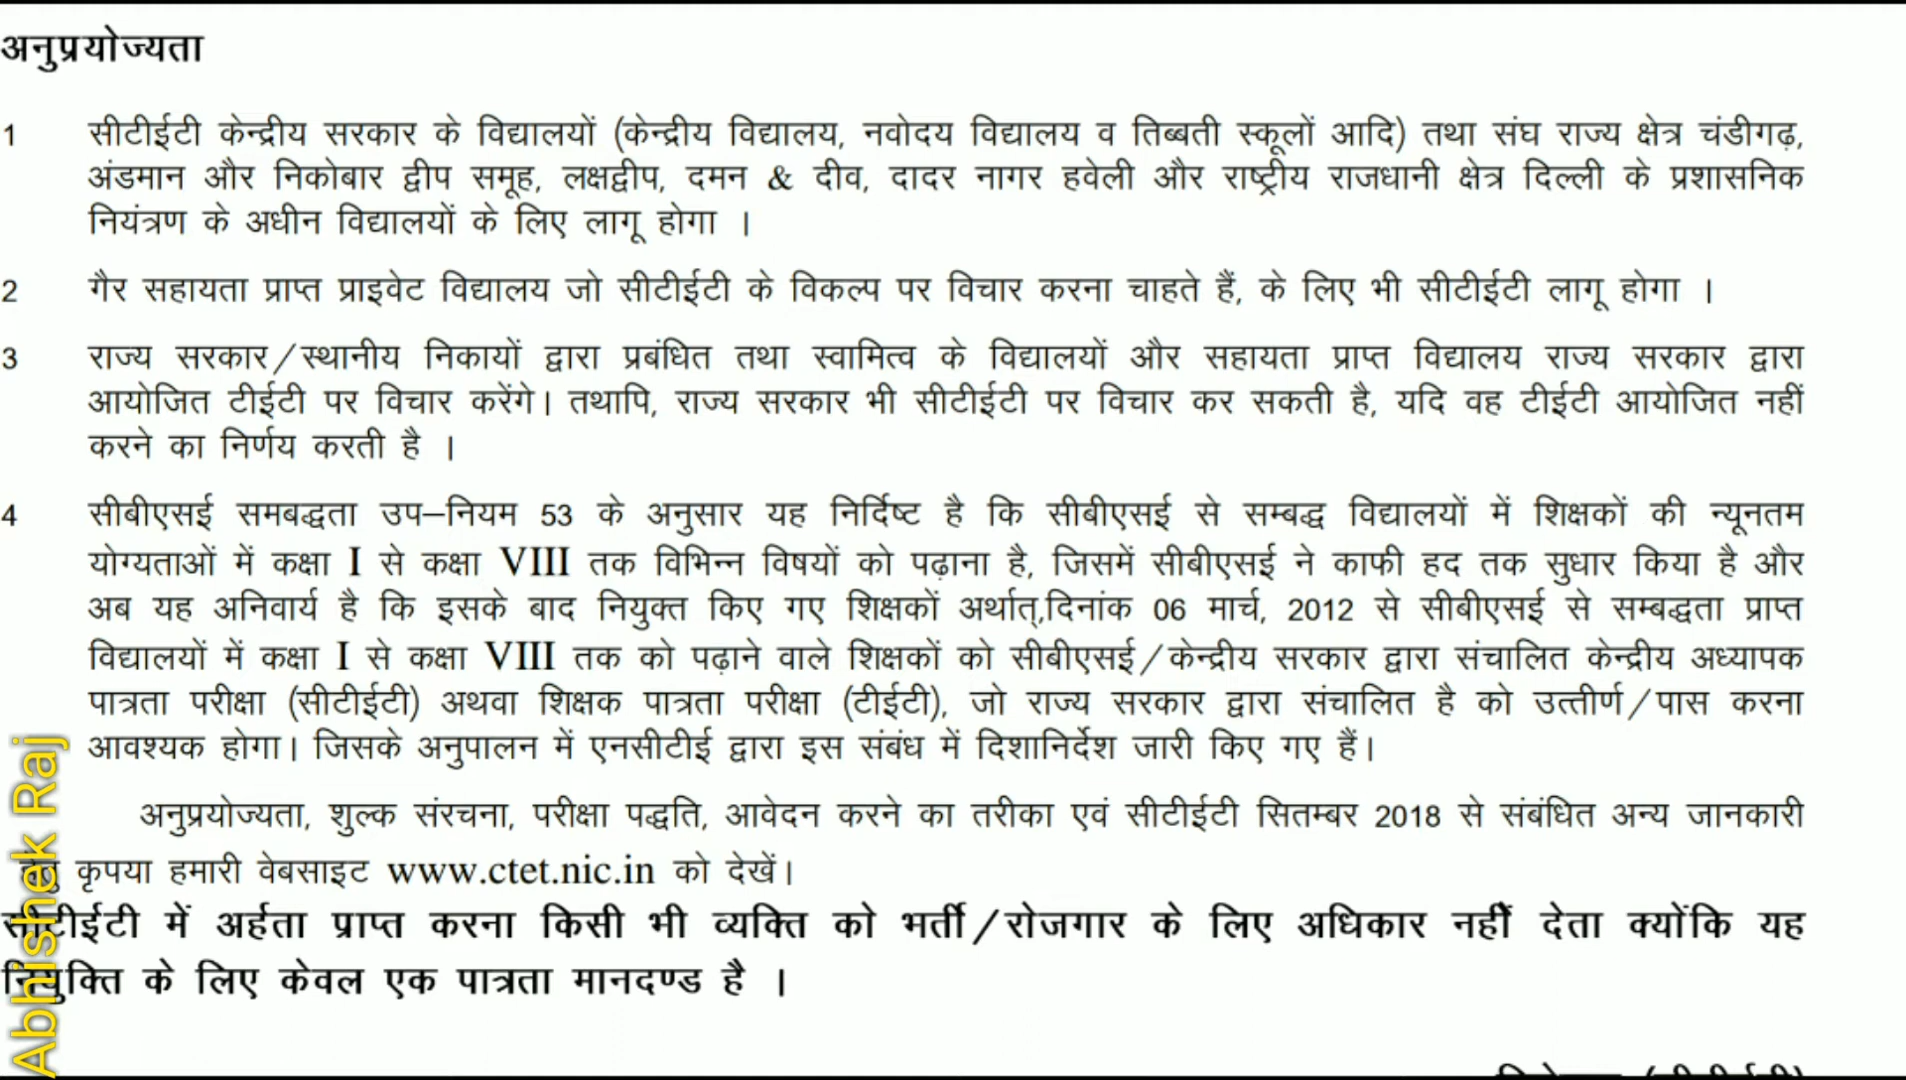 अनुप्रयोज्यता
1 सीटीईटी केन्द्रीय सरकार के विद्यालयों (केन्द्रीय विद्यालय, नवोदय विद्यालय व तिब्बती स्कूलों आदि) तथा संघ राज्य क्षेत्र चंडीगढ़,
अंडमान और निकोबार द्वीप समूह, लक्षद्वीप, दमन & दीव, दादर नागर हवेली और राष्ट्रीय राजधानी क्षेत्र दिल्ली के प्रशासनिक
नियंत्रण के अधीन विद्यालयों के लिए लागू होगा ।
2 गैर सहायता प्राप्त प्राइवेट विद्यालय जो सीटीईटी के विकल्प पर विचार करना चाहते हैं, के लिए भी सीटीईटी लागू होगा ।
3 राज्य सरकार/स्थानीय निकायों द्वारा प्रबंधित तथा स्वामित्व के विद्यालयों और सहायता प्राप्त विद्यालय राज्य सरकार द्वारा
आयोजित टीईटी पर विचार करेंगे। तथापि, राज्य सरकार भी सीटीईटी पर विचार कर सकती है, यदि वह टीईटी आयोजित नहीं
करने का निर्णय करती है ।
4 सीबीएसई समबद्धता उप–नियम 53 के अनुसार यह निर्दिष्ट है कि सीबीएसई से सम्बद्ध विद्यालयों में शिक्षकों की न्यूनतम
योग्यताओं में कक्षा I से कक्षा VIII तक विभिन्न विषयों को पढ़ाना है, जिसमें सीबीएसई ने काफी हद तक सुधार किया है और
अब यह अनिवार्य है कि इसके बाद नियुक्त किए गए शिक्षकों अर्थात्,दिनांक 06 मार्च, 2012 से सीबीएसई से सम्बद्धता प्राप्त
विद्यालयों में कक्षा I से कक्षा VIII तक को पढ़ाने वाले शिक्षकों को सीबीएसई/केन्द्रीय सरकार द्वारा संचालित केन्द्रीय अध्यापक
पात्रता परीक्षा (सीटीईटी) अथवा शिक्षक पात्रता परीक्षा (टीईटी), जो राज्य सरकार द्वारा संचालित है को उत्तीर्ण/पास करना
आवश्यक होगा। जिसके अनुपालन में एनसीटीई द्वारा इस संबंध में दिशानिर्देश जारी किए गए हैं।
अनुप्रयोज्यता, शुल्क संरचना, परीक्षा पद्धति, आवेदन करने का तरीका एवं सीटीईटी सितम्बर 2018 से संबंधित अन्य जानकारी
कृपया हमारी वेबसाइट www.ctet.nic.in को देखें।
सीटीईटी में अर्हता प्राप्त करना किसी भी व्यक्ति को भर्ती/रोजगार के लिए अधिकार नहीं देता क्योंकि यह
नियुक्ति के लिए केवल एक पात्रता मानदण्ड है ।
Abhishek Raj